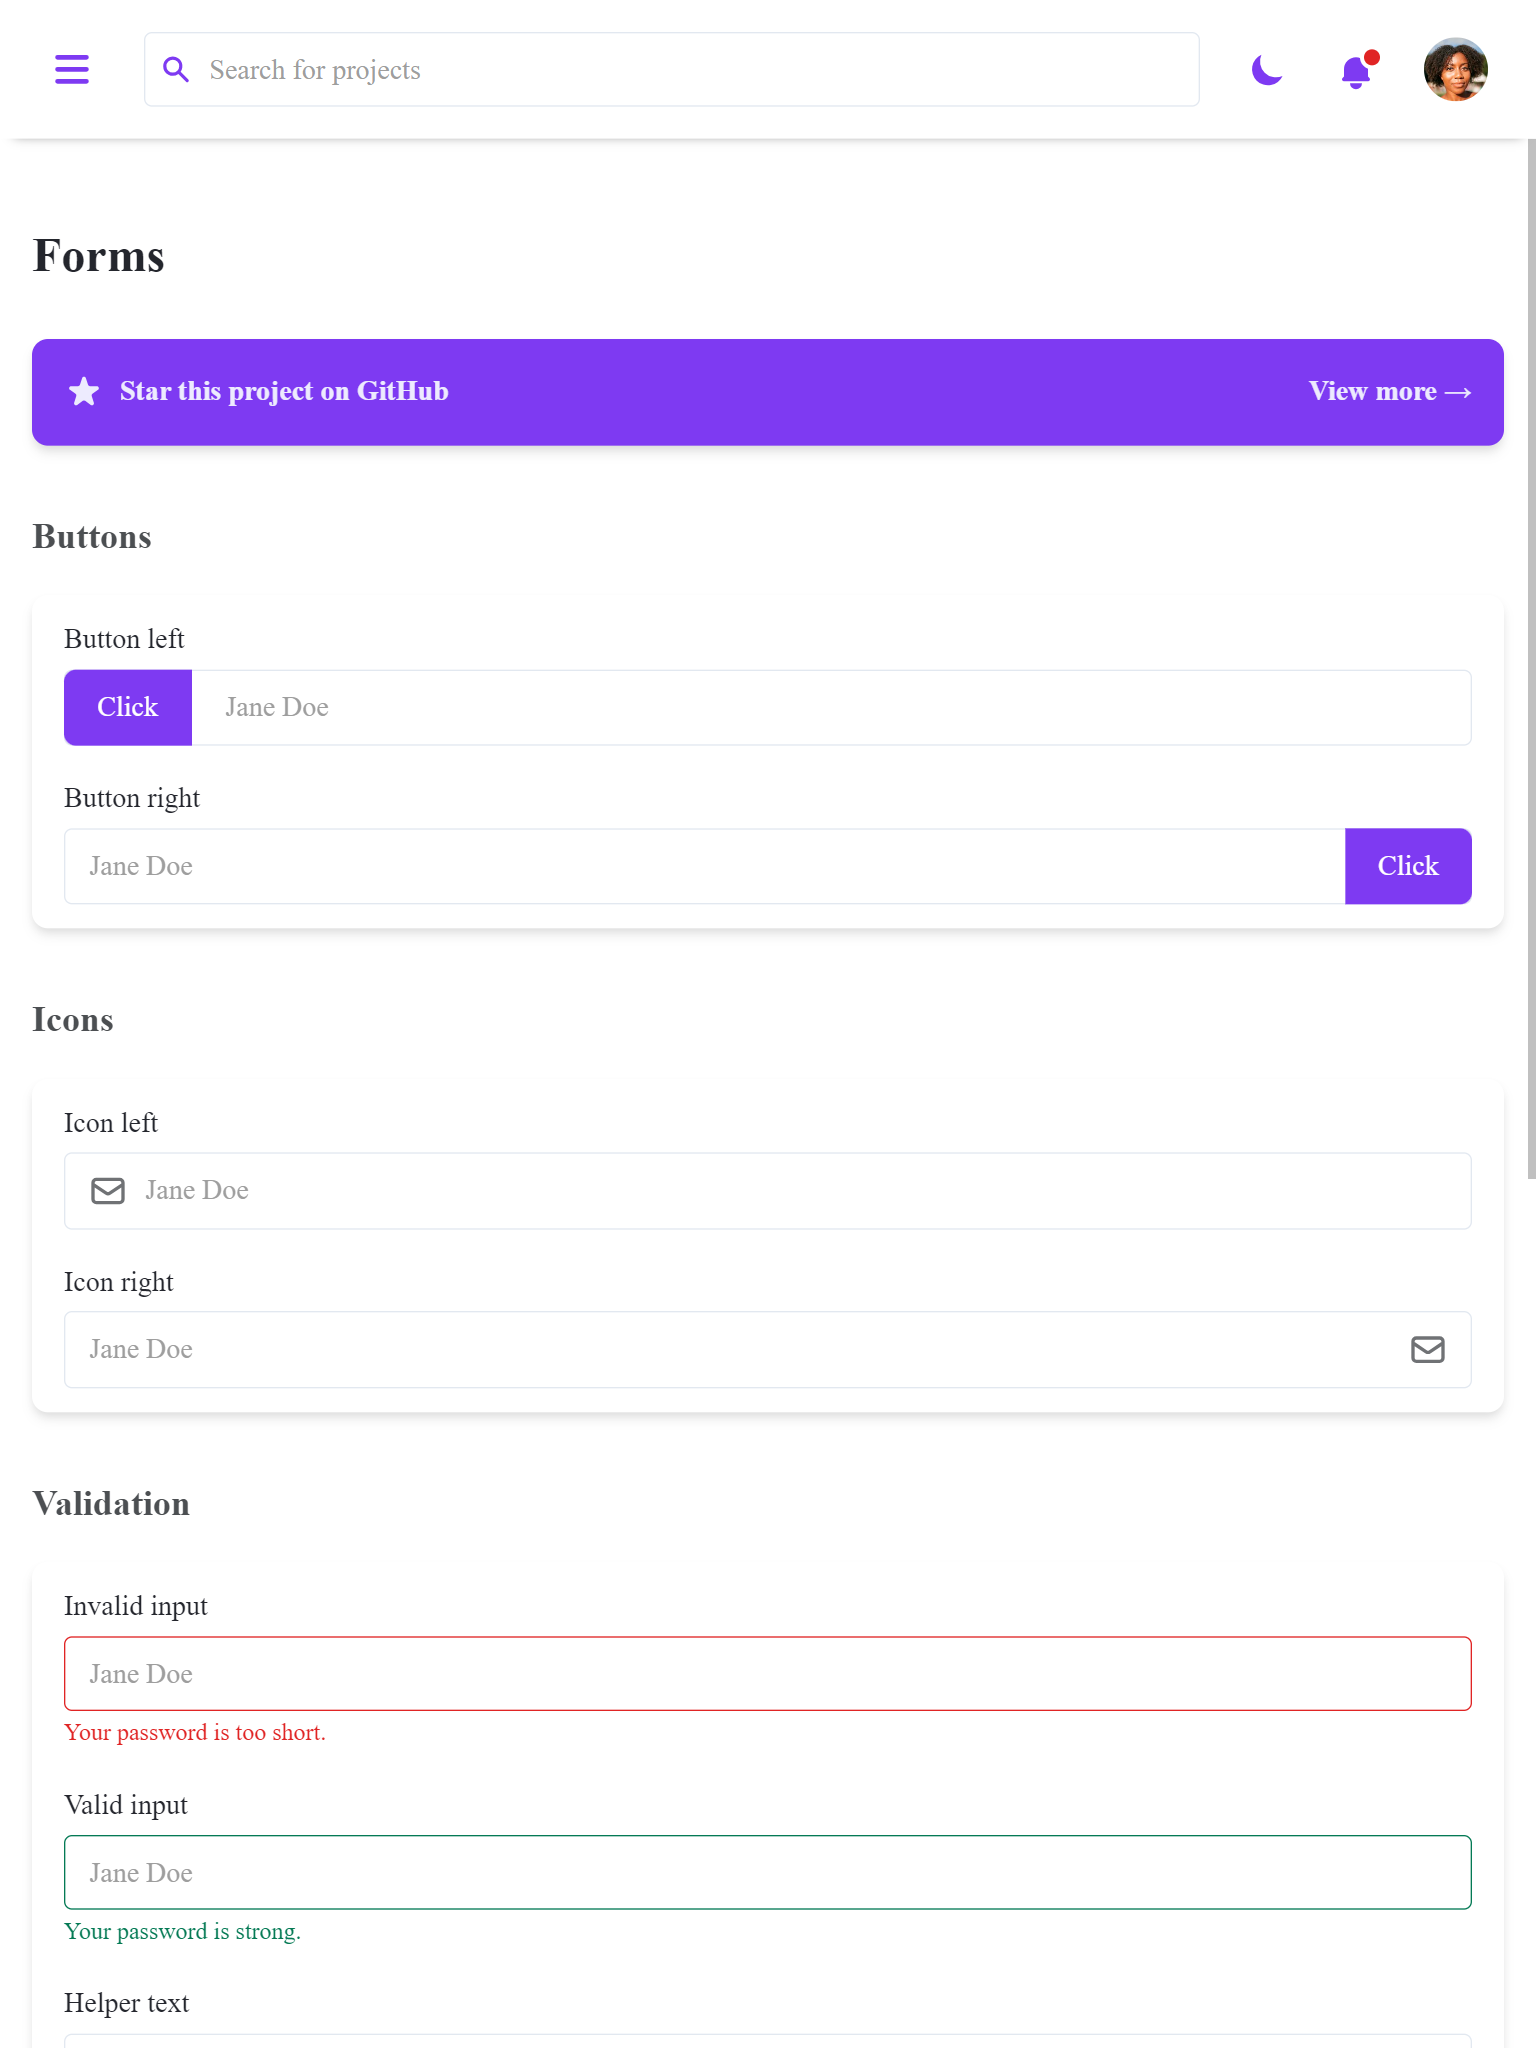 Search for projects
Forms
Star this project on GitHub
View more →
Buttons
Button left
Click
Jane Doe
Button right
Jane Doe
Click
Icons
Icon left
Jane Doe
Icon right
Jane Doe
Validation
Invalid input
Jane Doe
Your password is too short.
Valid input
Jane Doe
Your password is strong.
Helper text